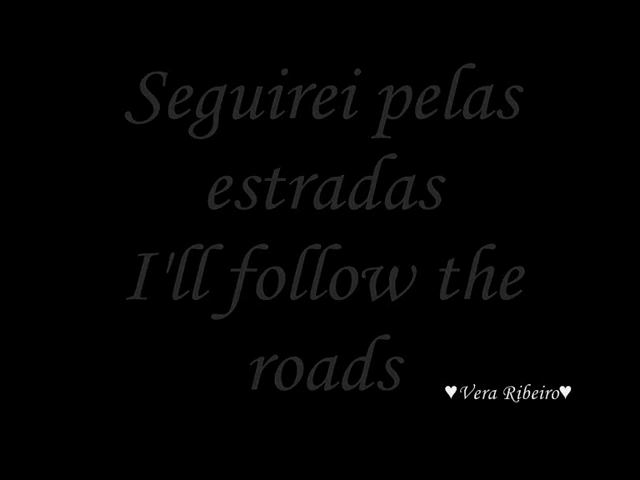 Seguirei pelas
estradas
I'll follow the
roads
♥Vera Ribeiro♥